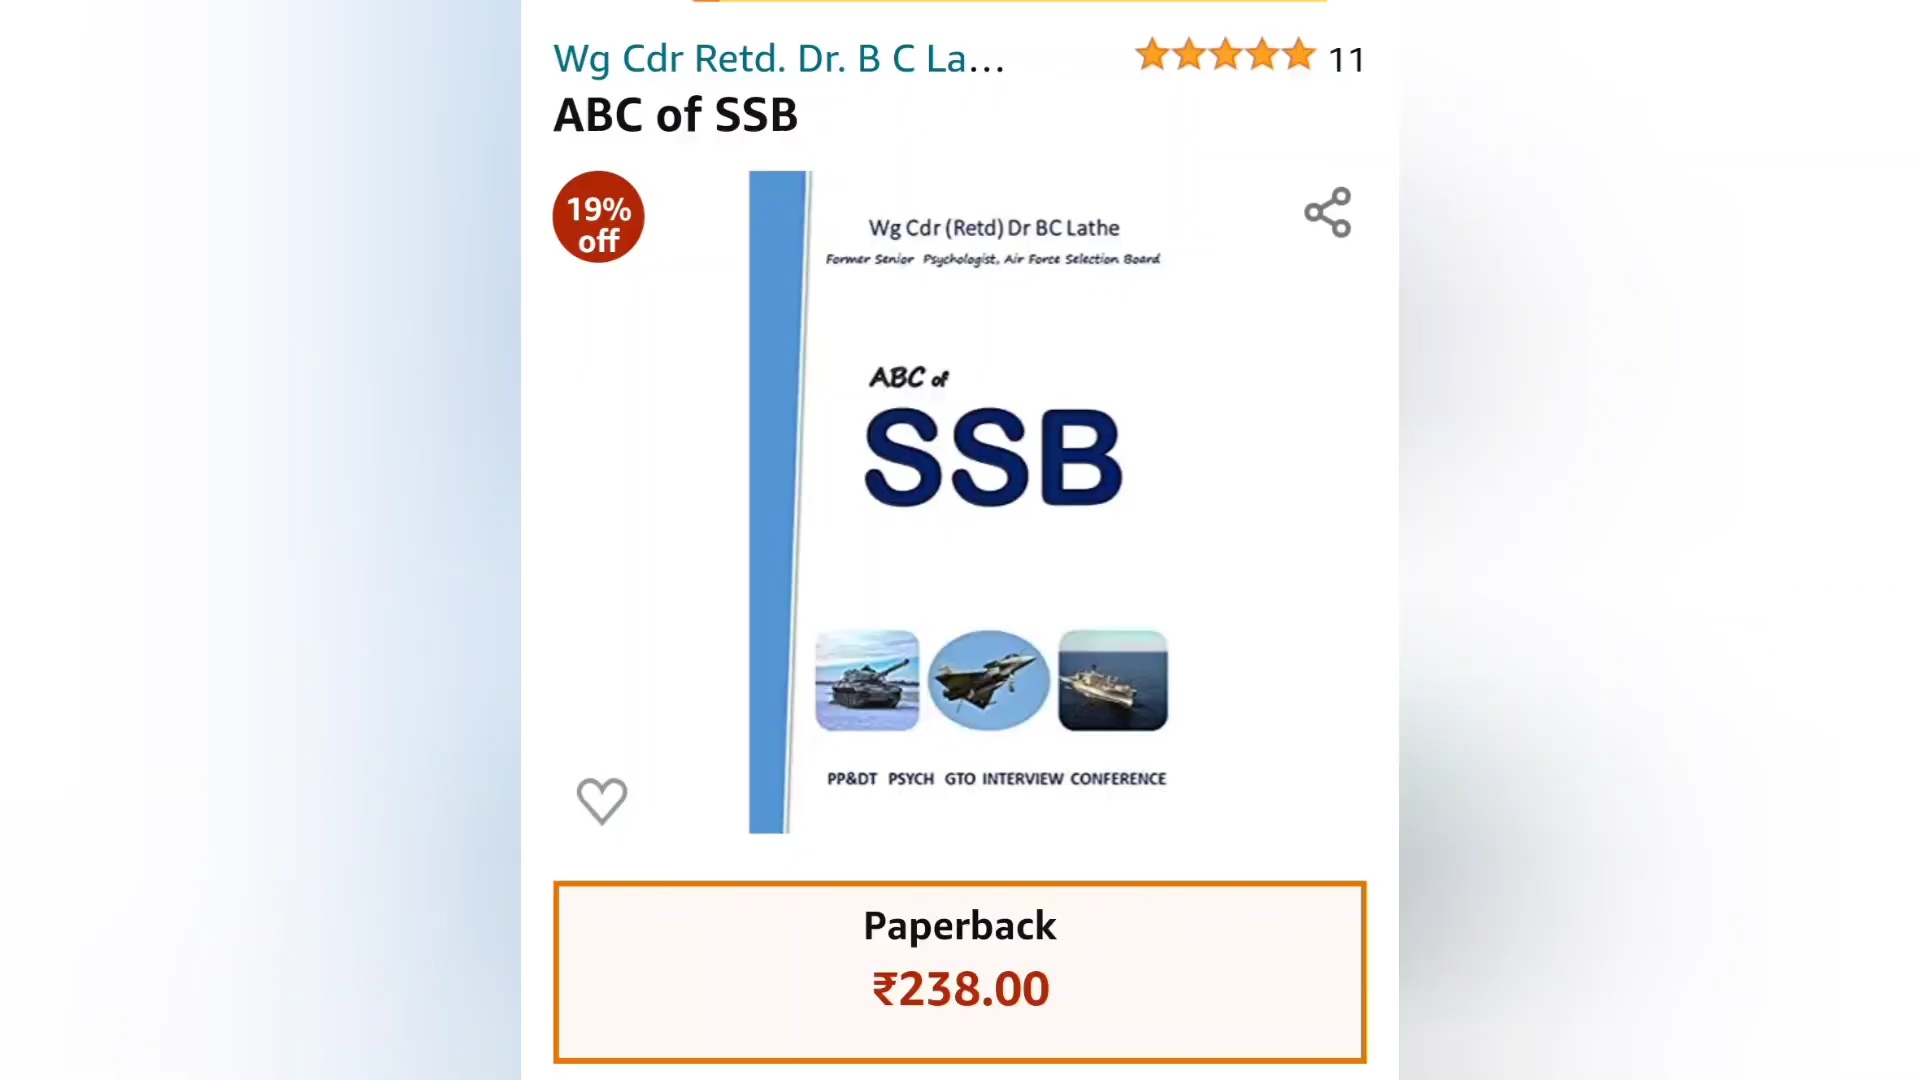 Wg Cdr Retd. Dr. B C La... 11
ABC of SSB
19%
off
Wg Cdr (Retd) Dr BC Lathe
Former Senior Psychologist, Air Force Selection Board
ABC of
SSB
PP&DT PSYCH GTO INTERVIEW CONFERENCE
Paperback
₹238.00